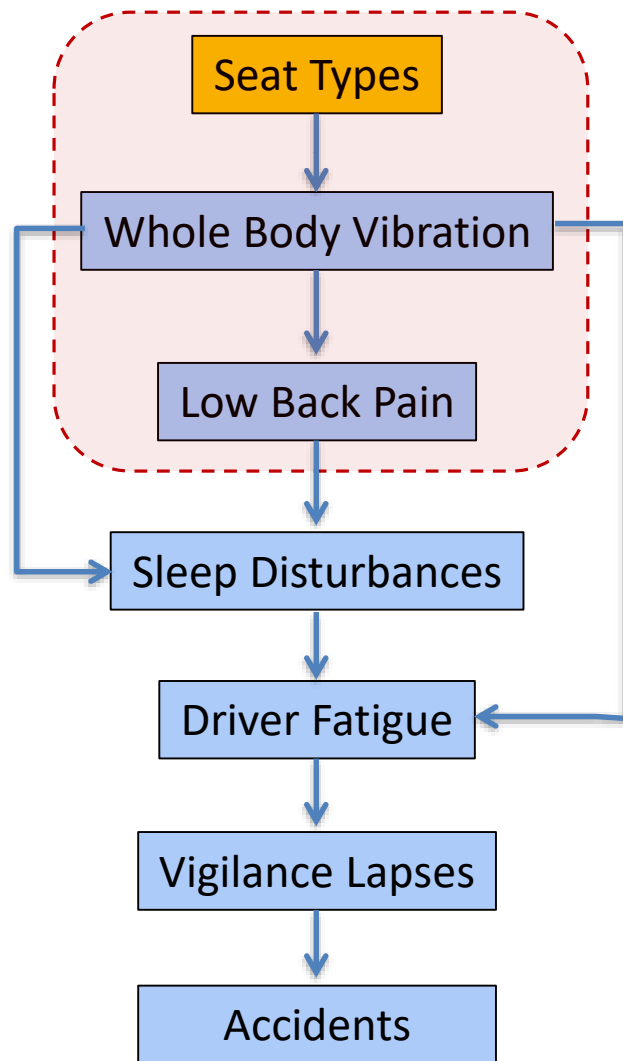 Seat Types
Whole Body Vibration
Low Back Pain
Sleep Disturbances
Driver Fatigue
Vigilance Lapses
Accidents